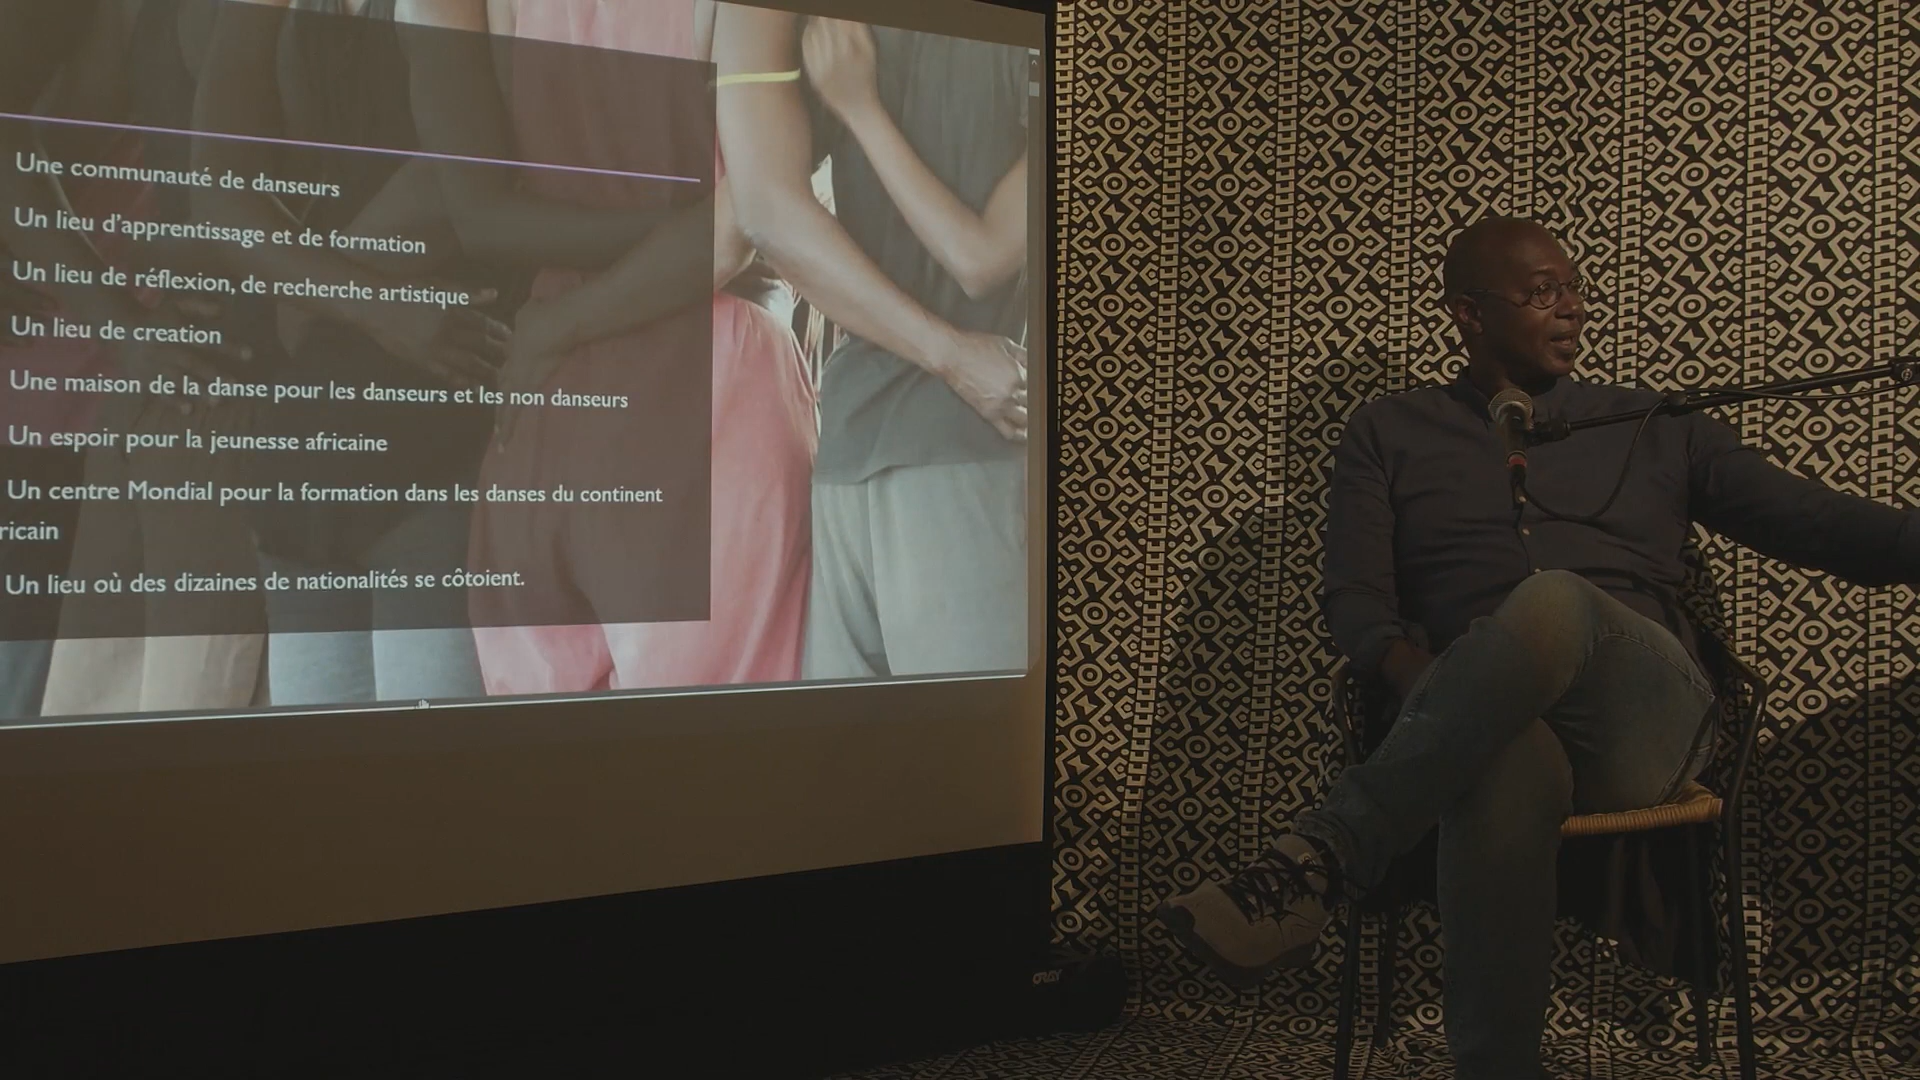 Une communauté de danseurs
Un lieu d'apprentissage et de formation
Un lieu de réflexion, de recherche artistique
Un lieu de creation
Une maison de la danse pour les danseurs et les non danseurs
Un espoir pour la jeunesse africaine
Un centre Mondial pour la formation dans les danses du continent
ricain
Un lieu où des dizaines de nationalités se côtoient.
ORAY